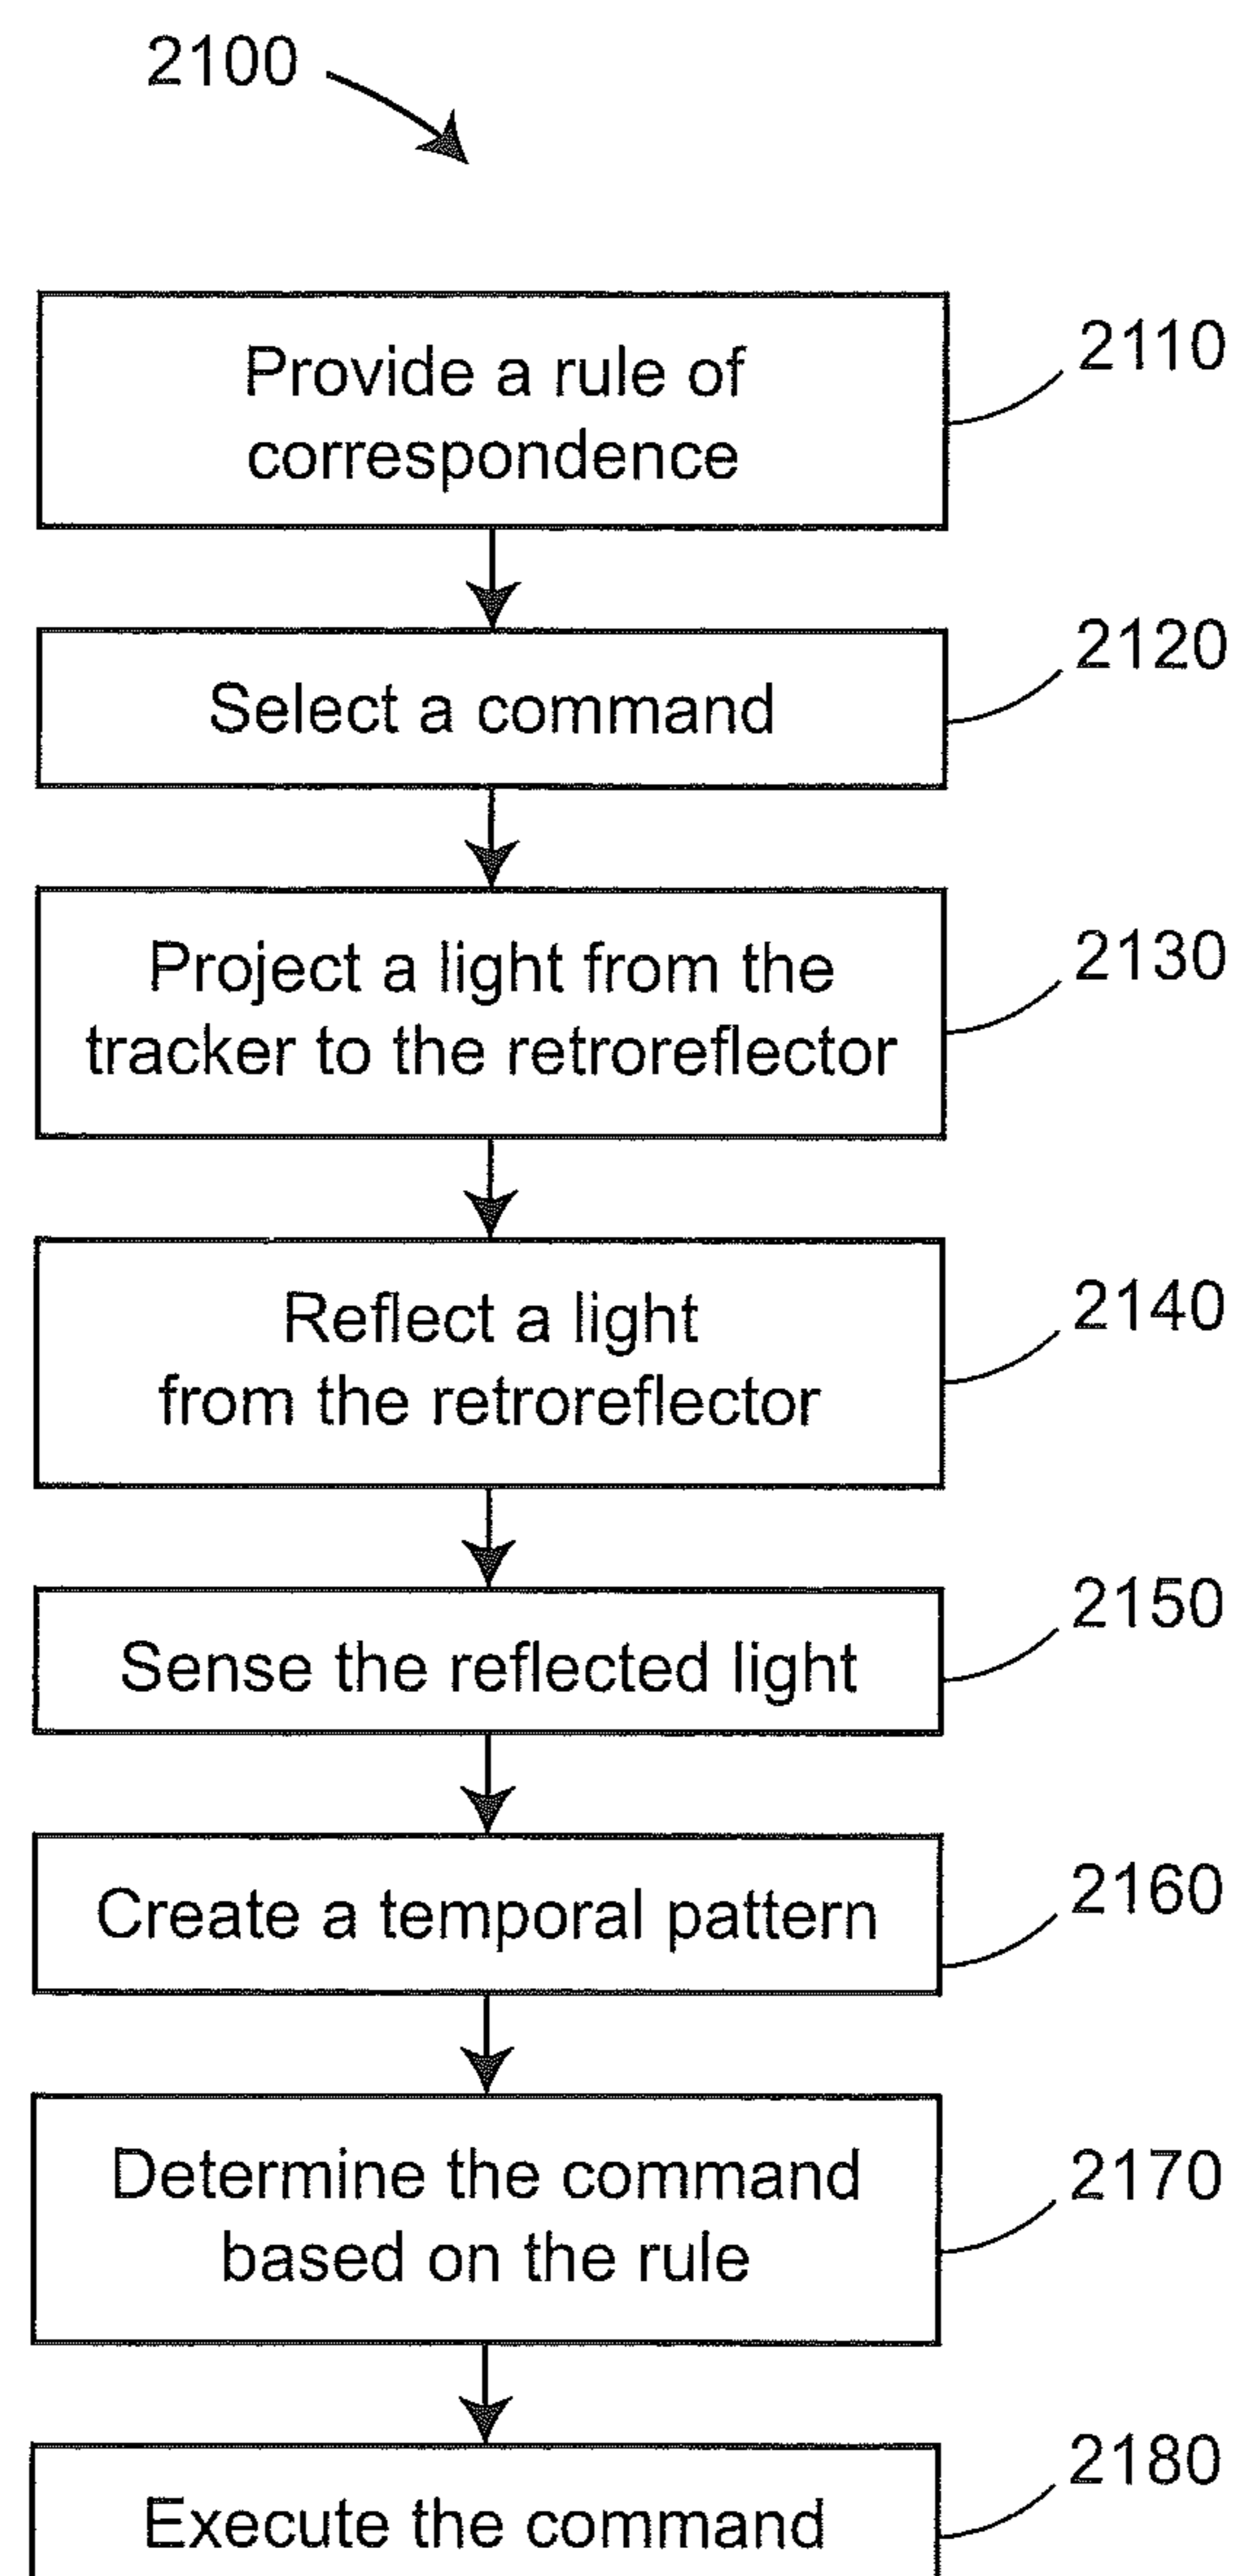 2100
Provide a rule of
correspondence
2110
Select a command
2120
Project a light from the
tracker to the retroreflector
2130
Reflect a light
from the retroreflector
2140
Sense the reflected light
2150
Create a temporal pattern
2160
Determine the command
based on the rule
2170
Execute the command
2180